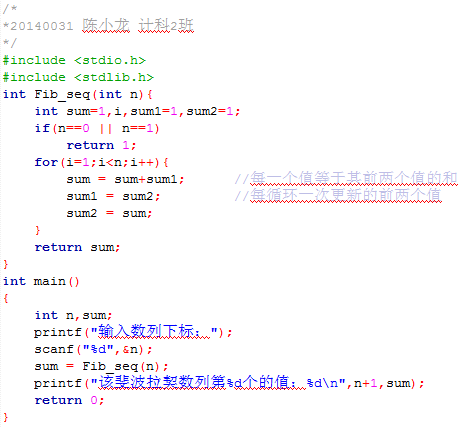 /*
*20140031 陈小龙 计科2班
*/
#include <stdio.h>
#include <stdlib.h>
int Fib_seq(int n){
    int sum=1,i,sum1=1,sum2=1;
    if(n==0 || n==1)
        return 1;
    for(i=1;i<n;i++){
        sum = sum+sum1;      //每一个值等于其前两个值的和
        sum1 = sum2;         //每循环一次更新的前两个值
        sum2 = sum;
    }
    return sum;
}
int main()
{
    int n,sum;
    printf("输入数列下标：");
    scanf("%d",&n);
    sum = Fib_seq(n);
    printf("该斐波拉契数列第%d个的值：%d\n",n+1,sum);
    return 0;
}